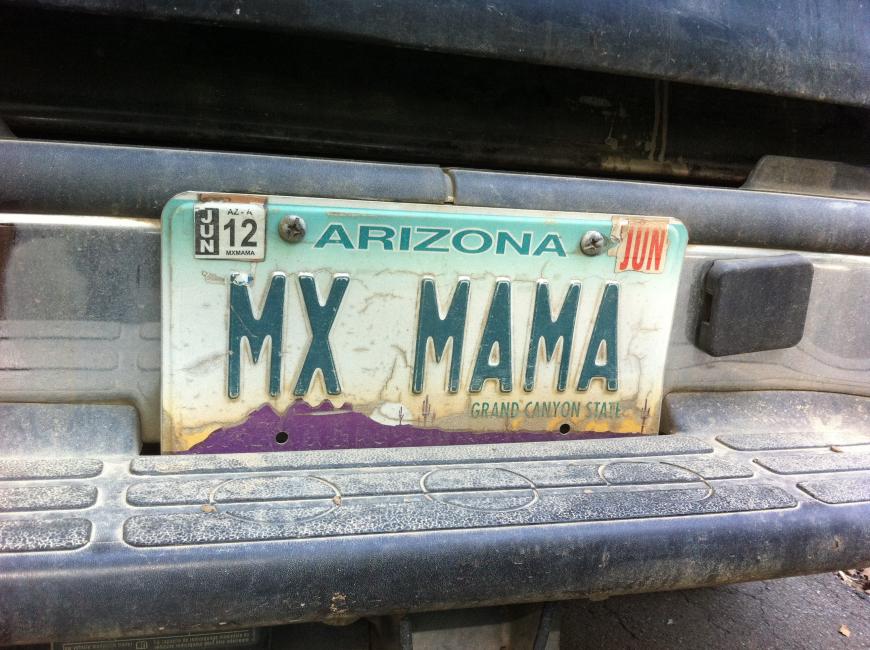 JUN
AZ-A
12
MXMAMA
ARIZONA
JUN
MX MAMA
GRAND CANYON STATE